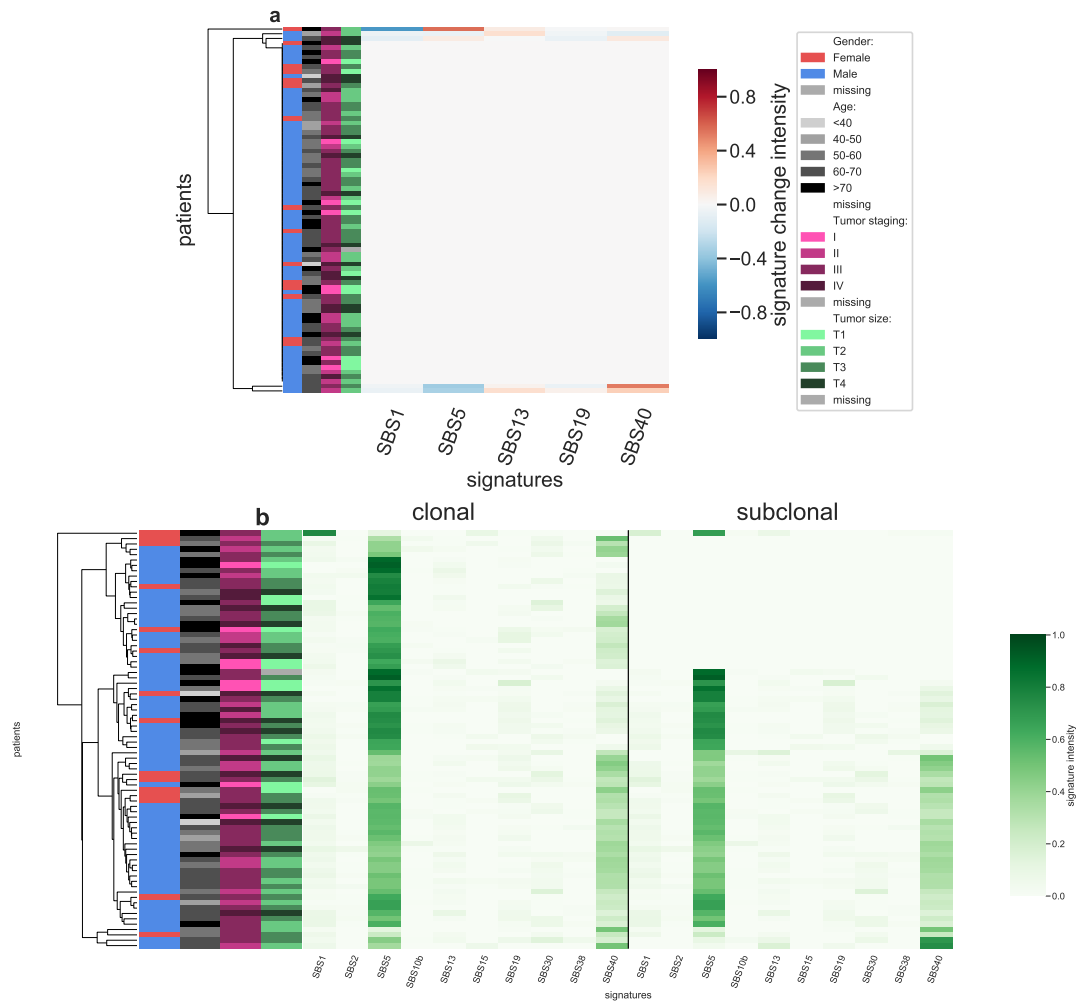 a
patients
0.8
0.4
0.0
−0.4
−0.8
signature change intensity
Gender:
Female
Male
missing
Age:
<40
40-50
50-60
60-70
>70
missing
Tumor staging:
I
II
III
IV
missing
Tumor size:
T1
T2
T3
T4
missing
SBS1
SBS5
SBS13
SBS19
SBS40
signatures
b
clonal
subclonal
patients
1.0
0.8
0.6
0.4
0.2
0.0
signature intensity
SBS1
SBS2
SBS5
SBS10b
SBS13
SBS15
SBS19
SBS30
SBS38
SBS40
SBS1
SBS2
SBS5
SBS10b
SBS13
SBS15
SBS19
SBS30
SBS38
SBS40
signatures